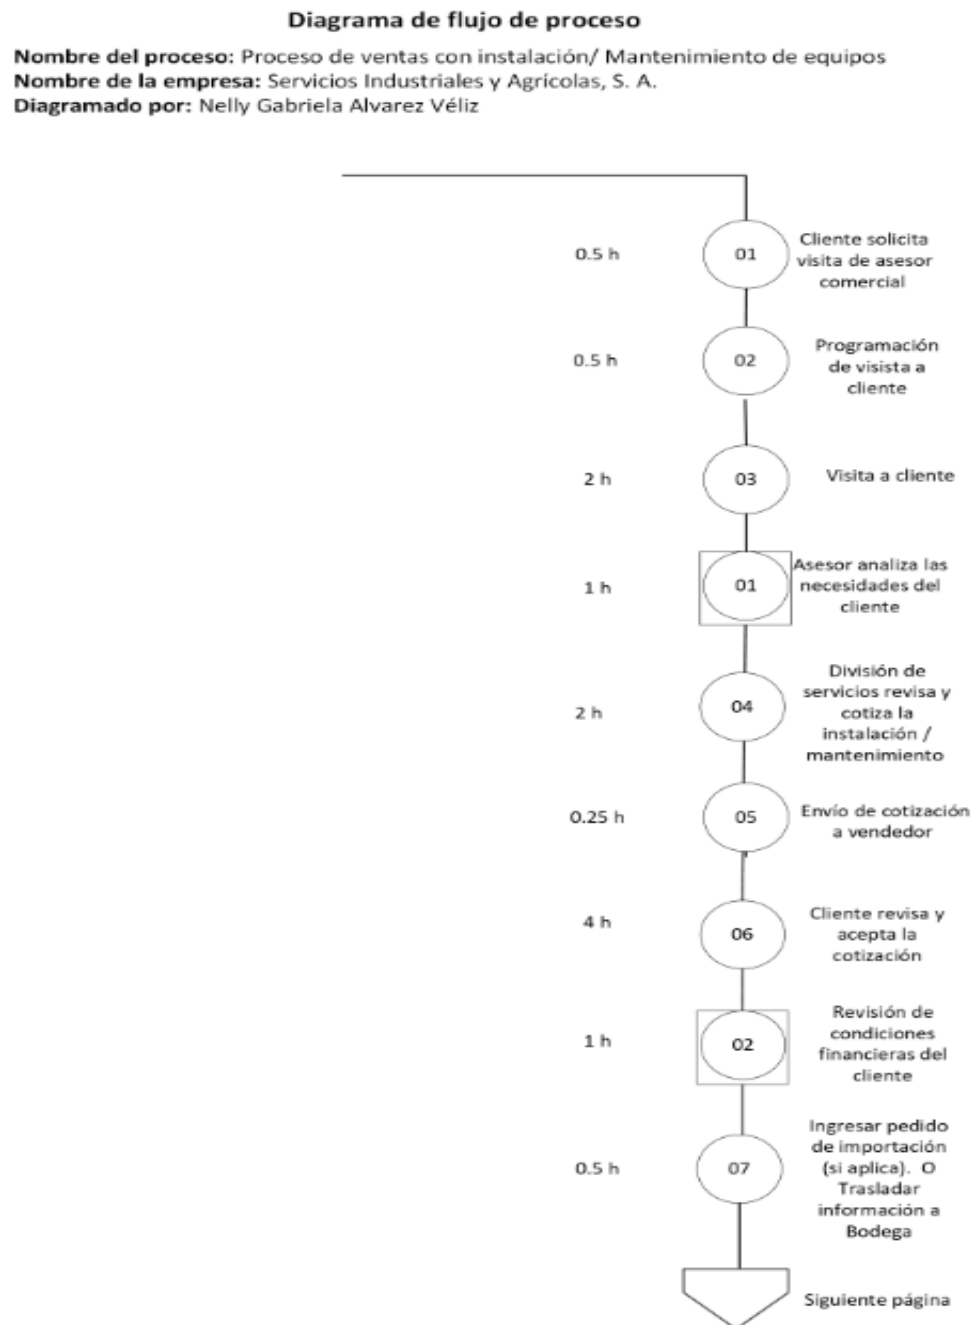 Diagrama de flujo de proceso
Nombre del proceso: Proceso de ventas con instalación/ Mantenimiento de equipos
Nombre de la empresa: Servicios Industriales y Agrícolas, S. A.
Diagramado por: Nelly Gabriela Alvarez Véliz
0.5 h
01
Cliente solicita
visita de asesor
comercial
0.5 h
02
Programación
de visista a
cliente
2 h
03
Visita a cliente
1 h
01
Asesor analiza las
necesidades del
cliente
2 h
04
División de
servicios revisa y
cotiza la
instalación /
mantenimiento
0.25 h
05
Envío de cotización
a vendedor
4 h
06
Cliente revisa y
acepta la
cotización
1 h
02
Revisión de
condiciones
financieras del
cliente
0.5 h
07
Ingresar pedido
de importación
(si aplica). O
Trasladar
información a
Bodega
Siguiente página